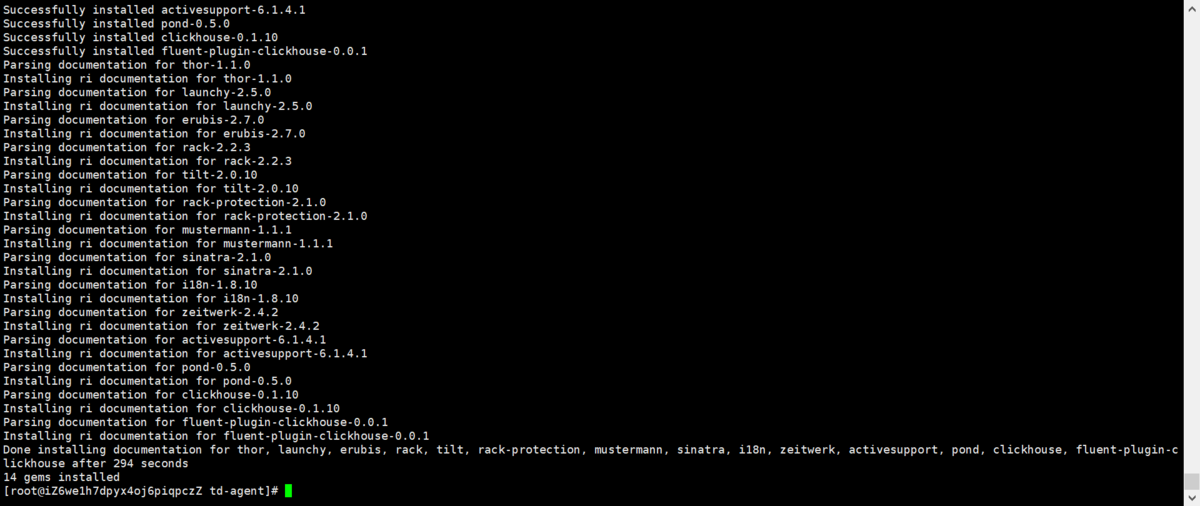 Successfully installed activesupport-6.1.4.1
Successfully installed pond-0.5.0
Successfully installed clickhouse-0.1.10
Successfully installed fluent-plugin-clickhouse-0.0.1
Parsing documentation for thor-1.1.0
Installing ri documentation for thor-1.1.0
Parsing documentation for launchy-2.5.0
Installing ri documentation for launchy-2.5.0
Parsing documentation for erubis-2.7.0
Installing ri documentation for erubis-2.7.0
Parsing documentation for rack-2.2.3
Installing ri documentation for rack-2.2.3
Parsing documentation for tilt-2.0.10
Installing ri documentation for tilt-2.0.10
Parsing documentation for rack-protection-2.1.0
Installing ri documentation for rack-protection-2.1.0
Parsing documentation for mustermann-1.1.1
Installing ri documentation for mustermann-1.1.1
Parsing documentation for sinatra-2.1.0
Installing ri documentation for sinatra-2.1.0
Parsing documentation for i18n-1.8.10
Installing ri documentation for i18n-1.8.10
Parsing documentation for zeitwerk-2.4.2
Installing ri documentation for zeitwerk-2.4.2
Parsing documentation for activesupport-6.1.4.1
Installing ri documentation for activesupport-6.1.4.1
Parsing documentation for pond-0.5.0
Installing ri documentation for pond-0.5.0
Parsing documentation for clickhouse-0.1.10
Installing ri documentation for clickhouse-0.1.10
Parsing documentation for fluent-plugin-clickhouse-0.0.1
Installing ri documentation for fluent-plugin-clickhouse-0.0.1
Done installing documentation for thor, launchy, erubis, rack, tilt, rack-protection, mustermann, sinatra, i18n, zeitwerk, activesupport, pond, clickhouse, fluent-plugin-c
lickhouse after 294 seconds
14 gems installed
[root@iZ6we1h7dpyx4oj6piqpczZ td-agent]#